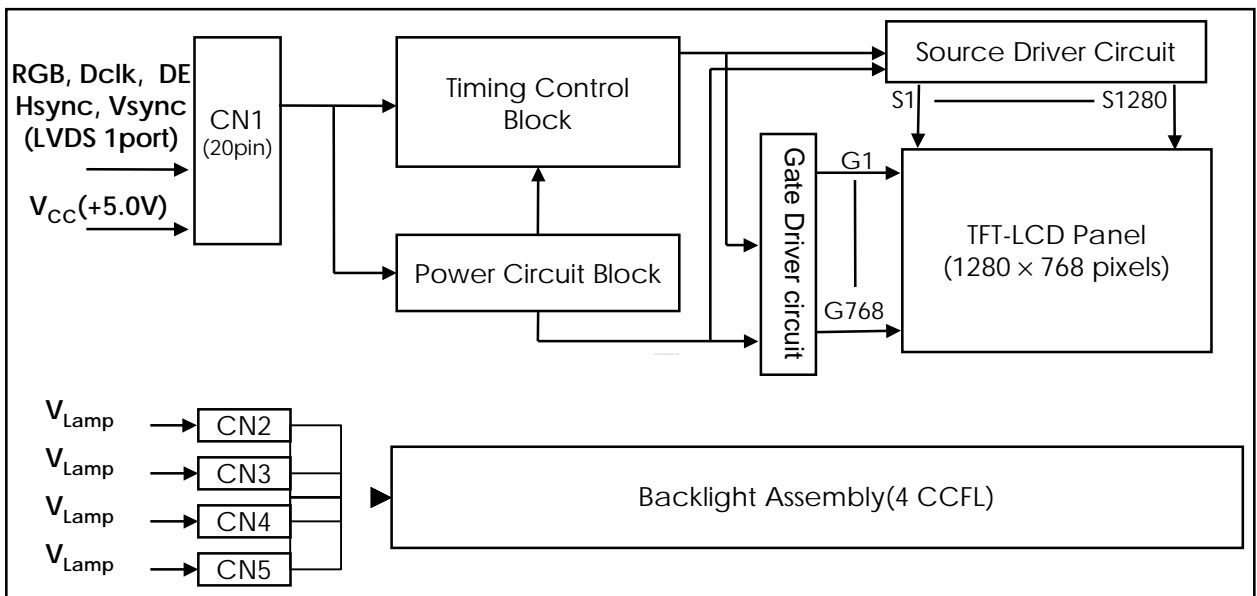 RGB, Dclk, DE
Hsync, Vsync
(LVDS 1port)
VCC(+5.0V)
CN1
(20pin)
Timing Control
Block
Power Circuit Block
Source Driver Circuit
S1
S1280
Gate Driver circuit
G1
G768
TFT-LCD Panel
(1280 × 768 pixels)
VLamp
CN2
VLamp
CN3
VLamp
CN4
VLamp
CN5
Backlight Assembly(4 CCFL)